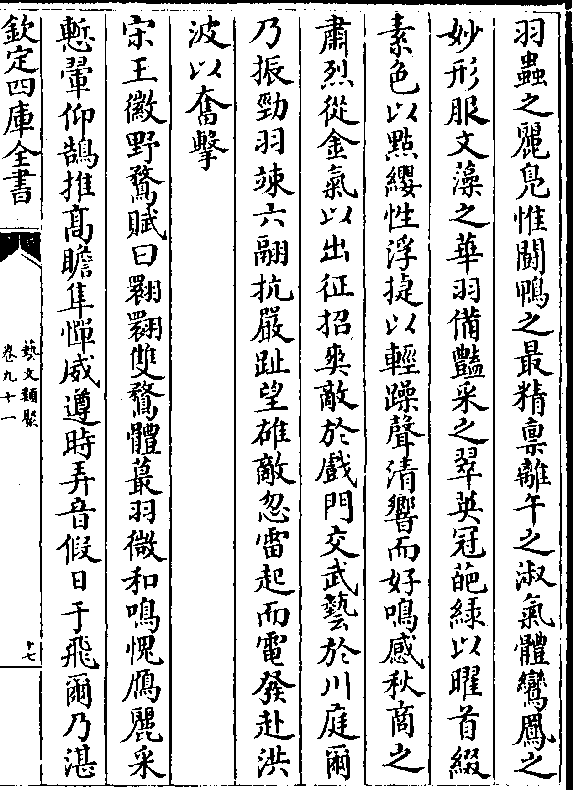 羽蟲之麗鳬惟鬭鴨之最精禀離午之淑氣體鸞鳳之
妙形服文藻之華羽備豔采之翠英冠葩綠以曜首綴
素色以點纓性浮捷以輕躁聲清響而好鳴感秋商之
肅烈從金氣以出征招爽敵於戲門交武藝於川庭爾
乃振勁羽竦六翮抗嚴趾望雄敵忽雷起而電發赴洪
波以奮擊
宋王徽野鶩賦曰翾翾雙鶩體蕞羽微和鳴愧鴈麗采
慙翬仰鵠推高瞻隼憚威遵時弄音假日于飛爾乃湛
欽定四庫全書
藝文類聚
卷九十一
十七